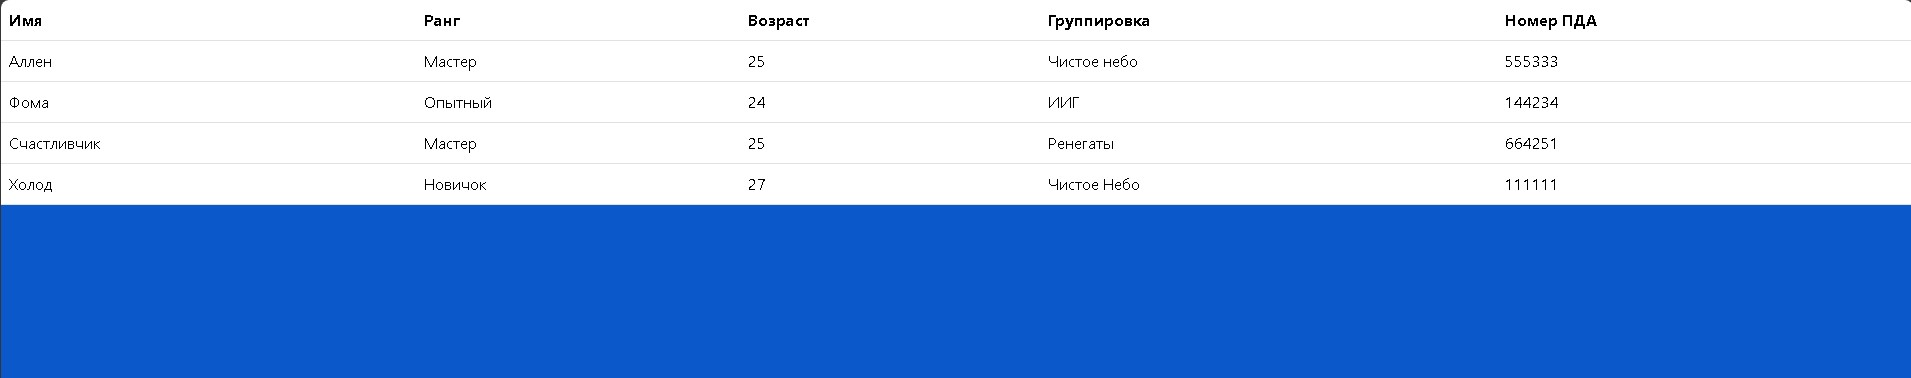 Имя Ранг Возраст Группировка Номер ПДА
Аллен Мастер 25 Чистое небо 555333
Фома Опытный 24 ИИГ 144234
Счастливчик Мастер 25 Ренегаты 664251
Холод Новичок 27 Чистое Небо 111111